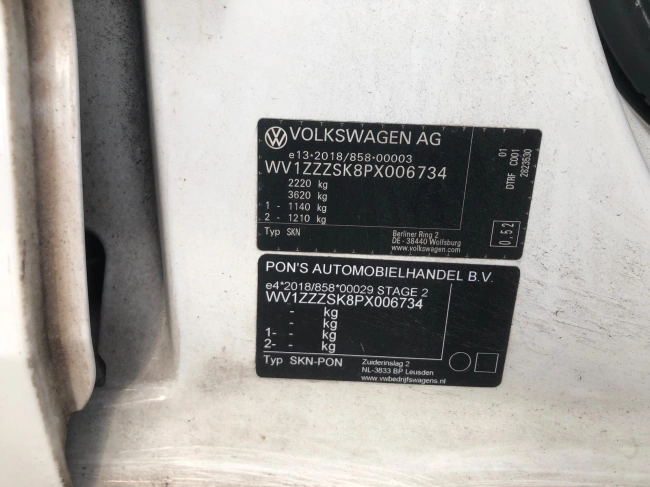 VOLKSWAGEN AG
e13*2018/858*00003
WV1ZZZSK8PX006734
2220 kg
3620 kg
1 - 1140 kg
2 - 1210 kg
Typ SKN
Berliner Ring 2
DE - 38440 Wolfsburg
www.volkswagen.com
0.52
DTRF C001 01
2823530
PON'S AUTOMOBIELHANDEL B.V.
e4*2018/858*00029 STAGE 2
WV1ZZZSK8PX006734
- kg
- kg
1- - kg
2- - kg
Typ SKN-PON
Zuiderinslag 2
NL-3833 BP Leusden
www.vwbedrijfswagens.nl